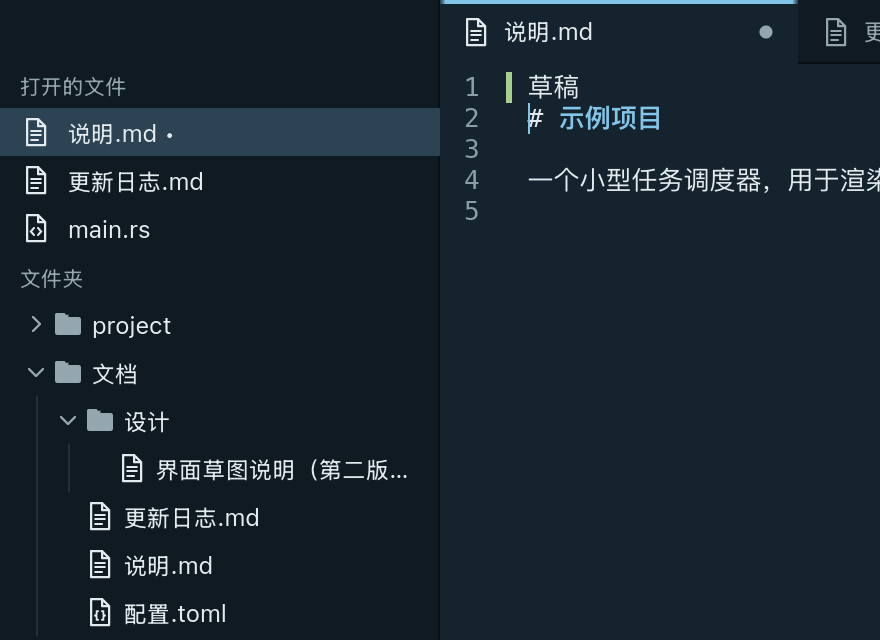 打开的文件
说明.md •
更新日志.md
main.rs
文件夹
project
文档
设计
界面草图说明（第二版...
更新日志.md
说明.md
配置.toml
说明.md
1 草稿
2 # 示例项目
3
4 一个小型任务调度器，用于渲
5